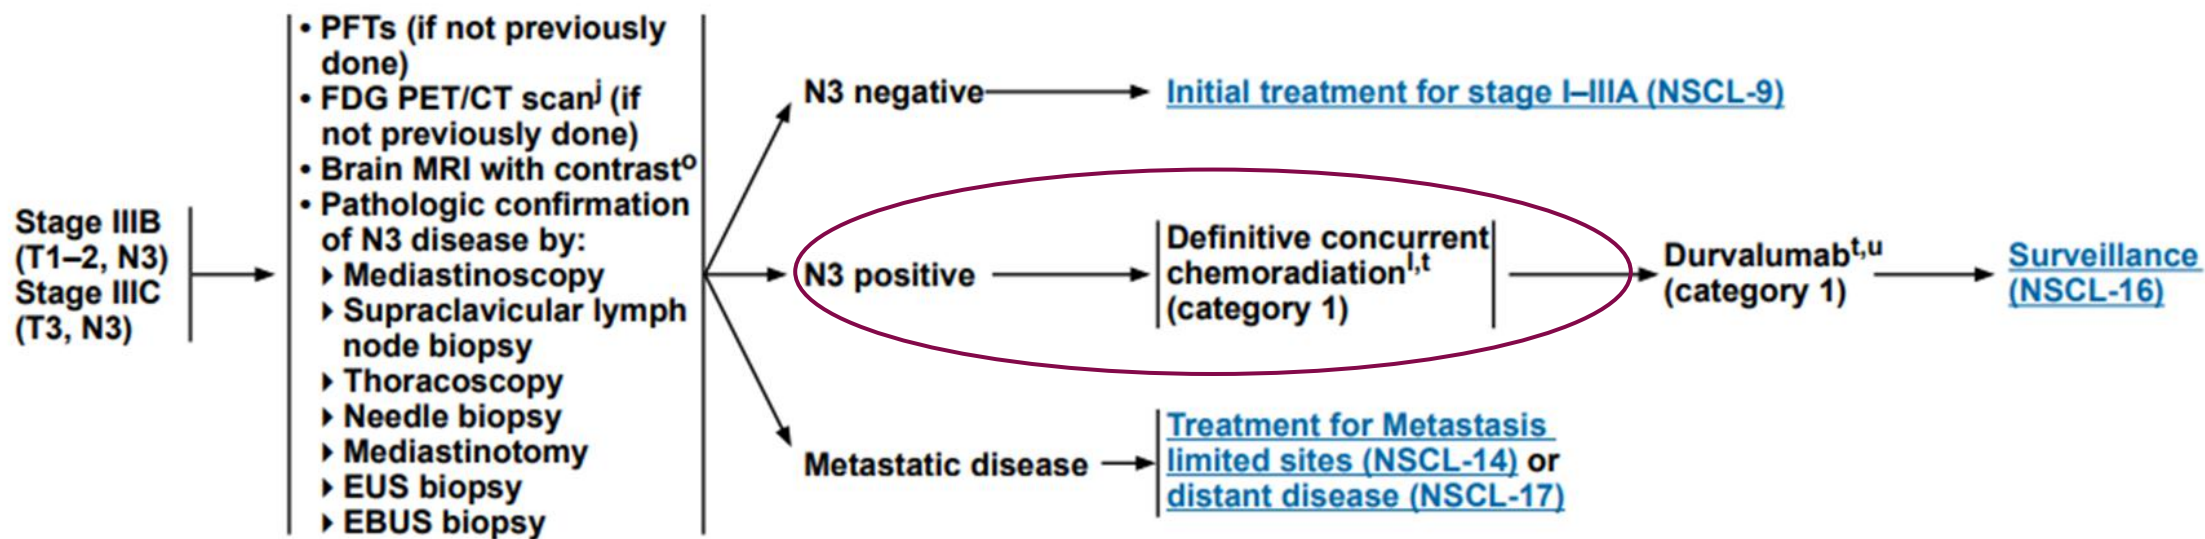 Stage IIIB
(T1–2, N3)
Stage IIIC
(T3, N3)
• PFTs (if not previously
done)
• FDG PET/CT scanj (if
not previously done)
• Brain MRI with contrasto
• Pathologic confirmation
of N3 disease by:
Mediastinoscopy
Supraclavicular lymph
node biopsy
Thoracoscopy
Needle biopsy
Mediastinotomy
EUS biopsy
EBUS biopsy
N3 negative
Initial treatment for stage I–IIIA (NSCL-9)
N3 positive
Definitive concurrent
chemoradiationl,t
(category 1)
Durvalumabt,u
(category 1)
Surveillance
(NSCL-16)
Metastatic disease
Treatment for Metastasis
limited sites (NSCL-14) or
distant disease (NSCL-17)